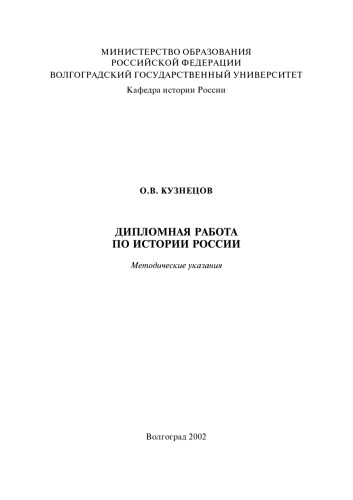 МИНИСТЕРСТВО ОБРАЗОВАНИЯ
РОССИЙСКОЙ ФЕДЕРАЦИИ
ВОЛГОГРАДСКИЙ ГОСУДАРСТВЕННЫЙ УНИВЕРСИТЕТ
Кафедра истории России
О.В. КУЗНЕЦОВ
ДИПЛОМНАЯ РАБОТА
ПО ИСТОРИИ РОССИИ
Методические указания
Волгоград 2002